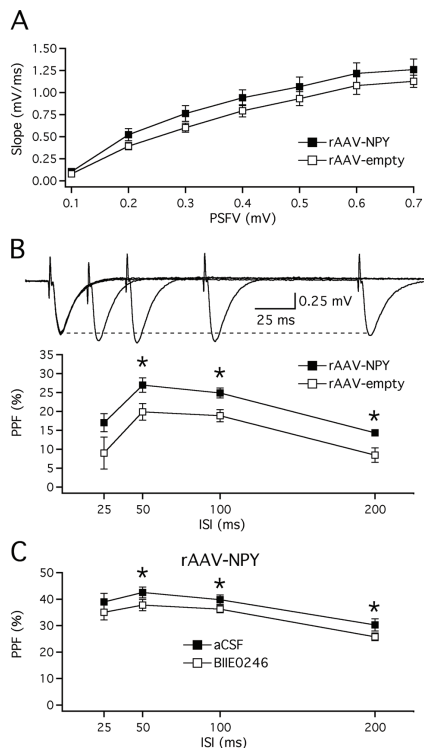 A
1.50
1.25
1.00
0.75
0.50
0.25
0.00
Slope (mV/ms)
rAAV-NPY
rAAV-empty
0.1 0.2 0.3 0.4 0.5 0.6 0.7
PSFV (mV)
B
0.25 mV
25 ms
35
30
25
20
15
10
5
0
PPF (%)
* * *
rAAV-NPY
rAAV-empty
25 50 100 200
ISI (ms)
C
rAAV-NPY
50
40
30
20
10
0
PPF (%)
* * *
aCSF
BIIE0246
25 50 100 200
ISI (ms)